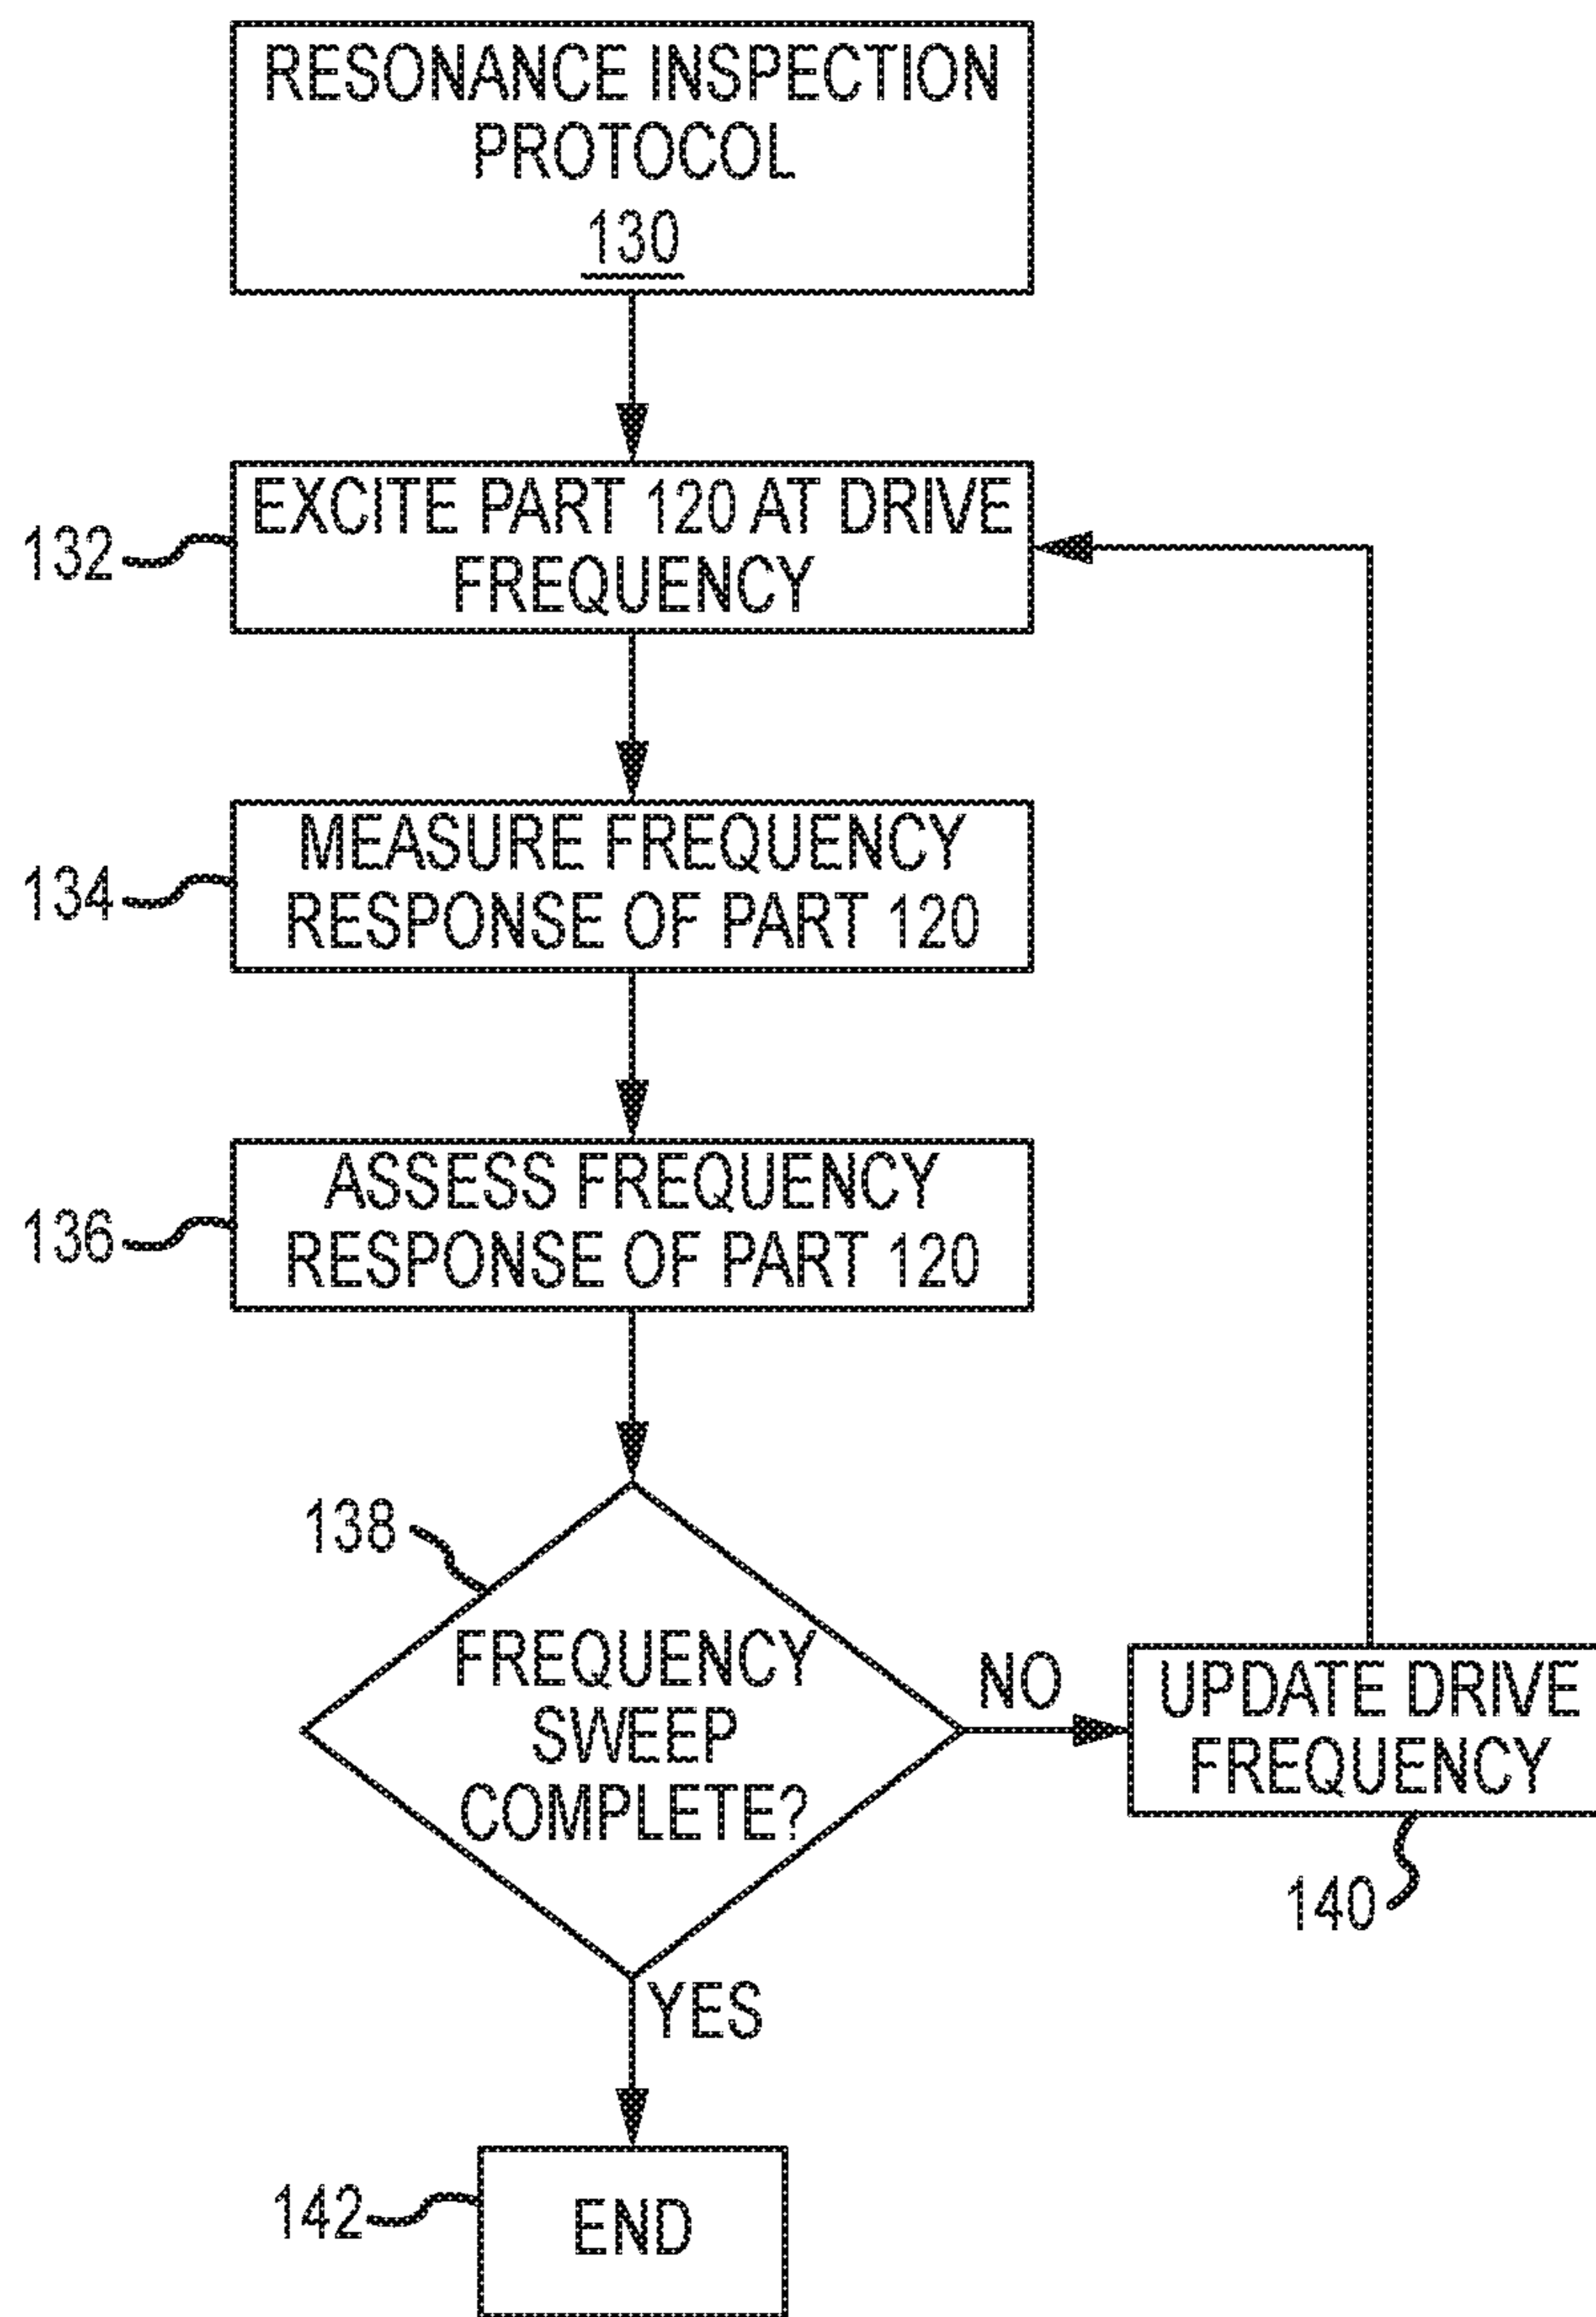 RESONANCE INSPECTION
PROTOCOL
130
EXCITE PART 120 AT DRIVE
FREQUENCY
132
MEASURE FREQUENCY
RESPONSE OF PART 120
134
ASSESS FREQUENCY
RESPONSE OF PART 120
136
138
FREQUENCY
SWEEP
COMPLETE?
NO
UPDATE DRIVE
FREQUENCY
140
YES
142
END